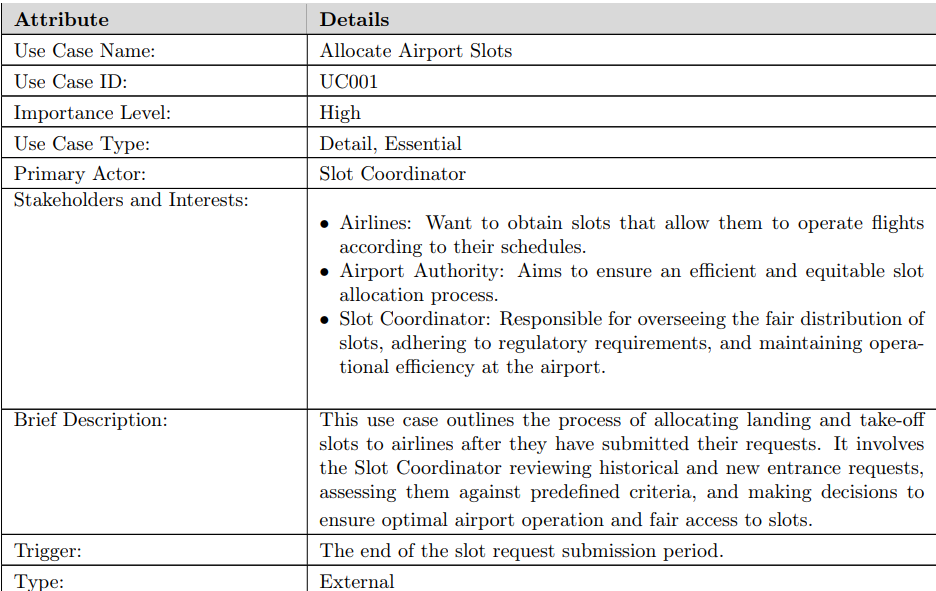 Attribute Details
Use Case Name: Allocate Airport Slots
Use Case ID: UC001
Importance Level: High
Use Case Type: Detail, Essential
Primary Actor: Slot Coordinator
Stakeholders and Interests:
• Airlines: Want to obtain slots that allow them to operate flights
according to their schedules.
• Airport Authority: Aims to ensure an efficient and equitable slot
allocation process.
• Slot Coordinator: Responsible for overseeing the fair distribution of
slots, adhering to regulatory requirements, and maintaining opera-
tional efficiency at the airport.
Brief Description: This use case outlines the process of allocating landing and take-off
slots to airlines after they have submitted their requests. It involves
the Slot Coordinator reviewing historical and new entrance requests,
assessing them against predefined criteria, and making decisions to
ensure optimal airport operation and fair access to slots.
Trigger: The end of the slot request submission period.
Type: External